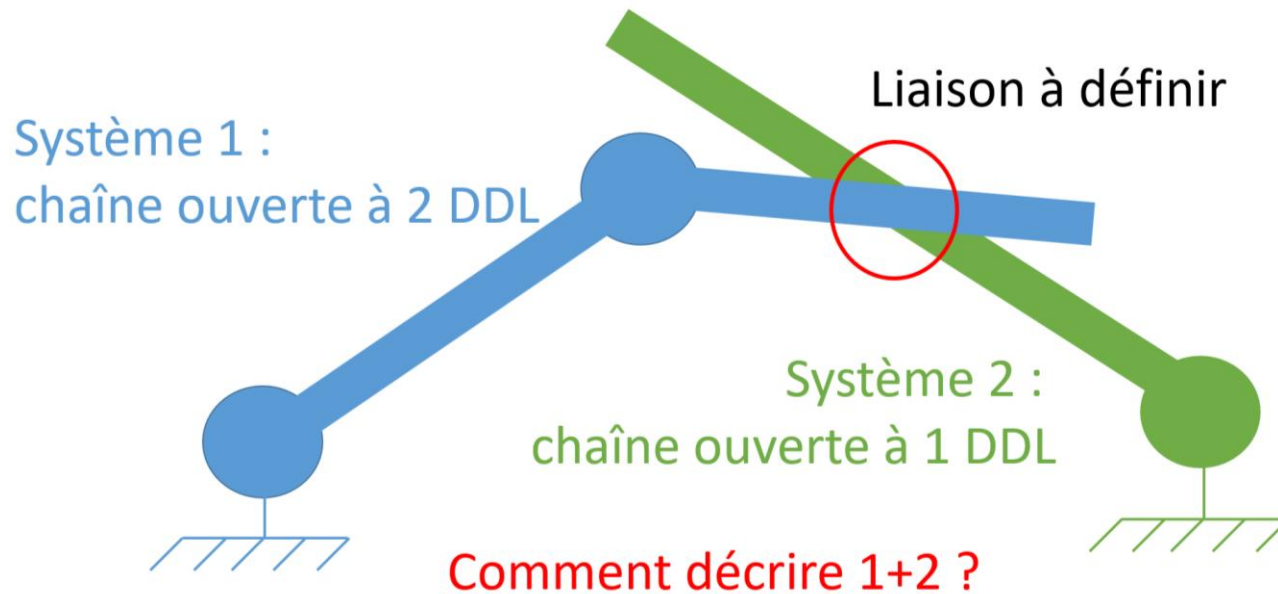 Liaison à définir
Système 1 :
chaîne ouverte à 2 DDL
Système 2 :
chaîne ouverte à 1 DDL
Comment décrire 1+2 ?